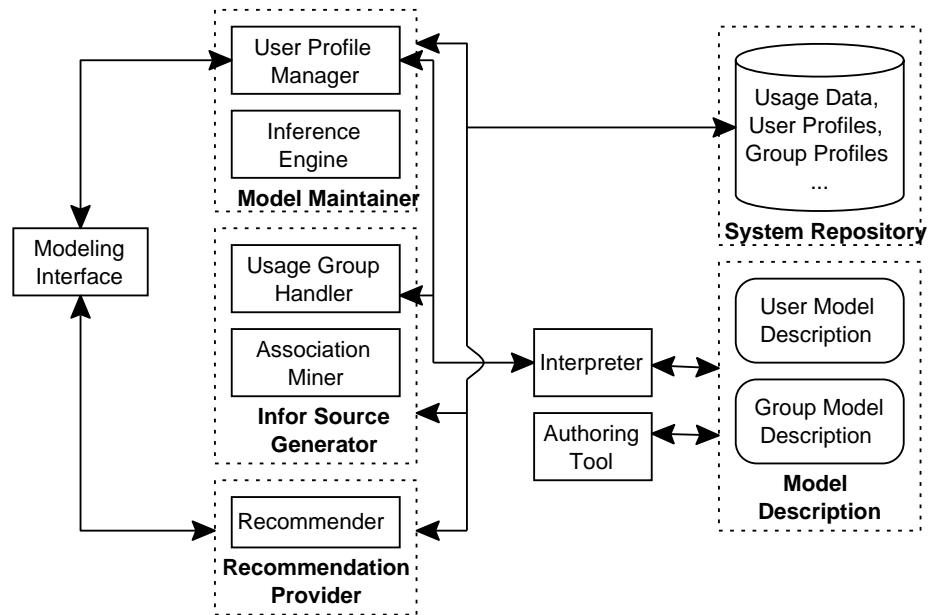 User Profile
Manager
Inference
Engine
Model Maintainer
Modeling
Interface
Usage Group
Handler
Association
Miner
Infor Source
Generator
Recommender
Recommendation
Provider
Interpreter
Authoring
Tool
Usage Data,
User Profiles,
Group Profiles
...
System Repository
User Model
Description
Group Model
Description
Model
Description